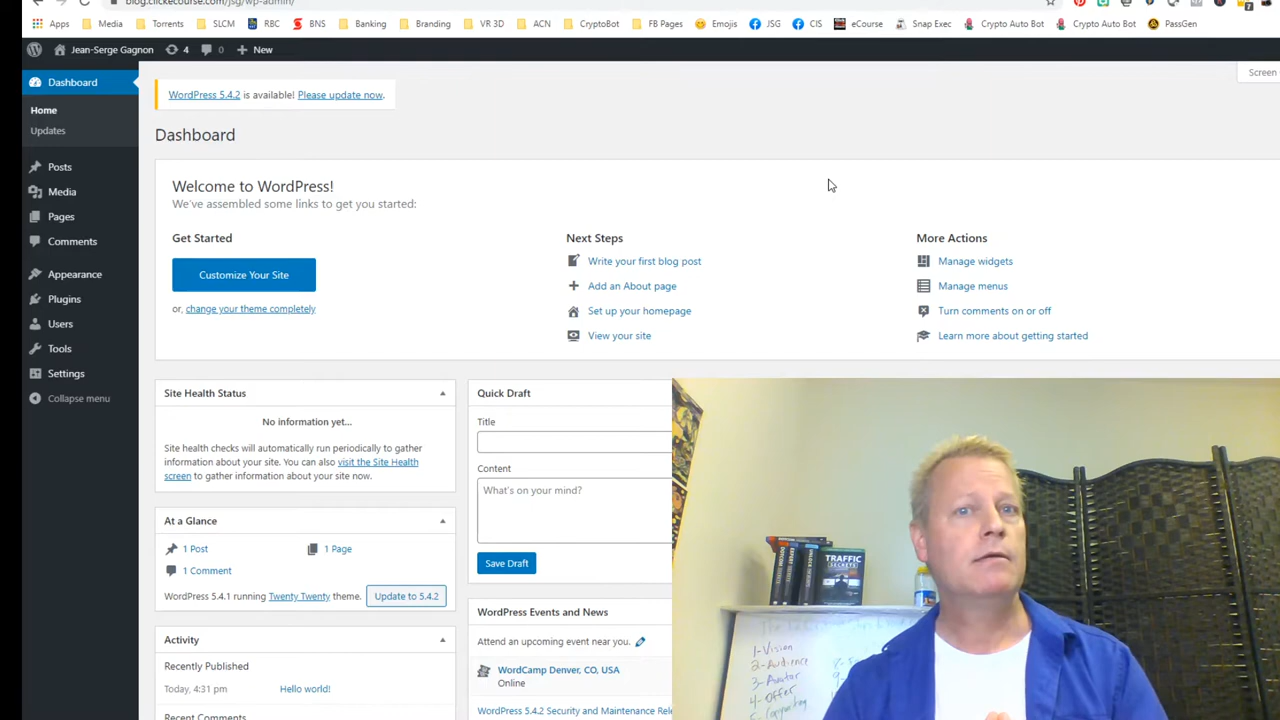 blog.clickecourse.com/jsg/wp-admin/
Apps Media Torrents SLCM RBC BNS Banking Branding VR 3D ACN CryptoBot FB Pages Emojis JSG CIS eCourse Snap Exec Crypto Auto Bot Crypto Auto Bot PassGen
Jean-Serge Gagnon 4 0 New
Dashboard
Screen
Home
Updates
Posts
Media
Pages
Comments
Appearance
Plugins
Users
Tools
Settings
Collapse menu
WordPress 5.4.2 is available! Please update now.
Dashboard
Welcome to WordPress!
We've assembled some links to get you started:
Get Started
Customize Your Site
or, change your theme completely
Next Steps
Write your first blog post
Add an About page
Set up your homepage
View your site
More Actions
Manage widgets
Manage menus
Turn comments on or off
Learn more about getting started
Site Health Status
No information yet...
Site health checks will automatically run periodically to gather
information about your site. You can also visit the Site Health
screen to gather information about your site now.
At a Glance
1 Post 1 Page
1 Comment
WordPress 5.4.1 running Twenty Twenty theme. Update to 5.4.2
Activity
Recently Published
Today, 4:31 pm Hello world!
Recent Comments
Quick Draft
Title
Content
What's on your mind?
Save Draft
WordPress Events and News
Attend an upcoming event near you.
WordCamp Denver, CO, USA
Online
WordPress 5.4.2 Security and Maintenance
DOTCOM SECRETS
EXPERT SECRETS
TRAFFIC
SECRETS
1-Vision
2-Audience
3-Avatar
4-Offer